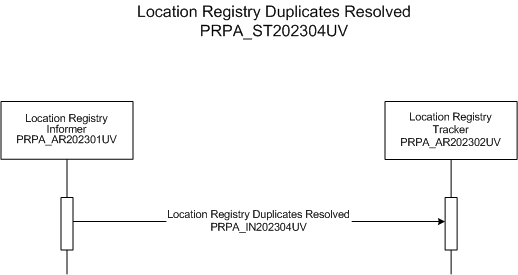 Location Registry Duplicates Resolved
PRPA_ST202304UV
Location Registry
Informer
PRPA_AR202301UV
Location Registry
Tracker
PRPA_AR202302UV
Location Registry Duplicates Resolved
PRPA_IN202304UV